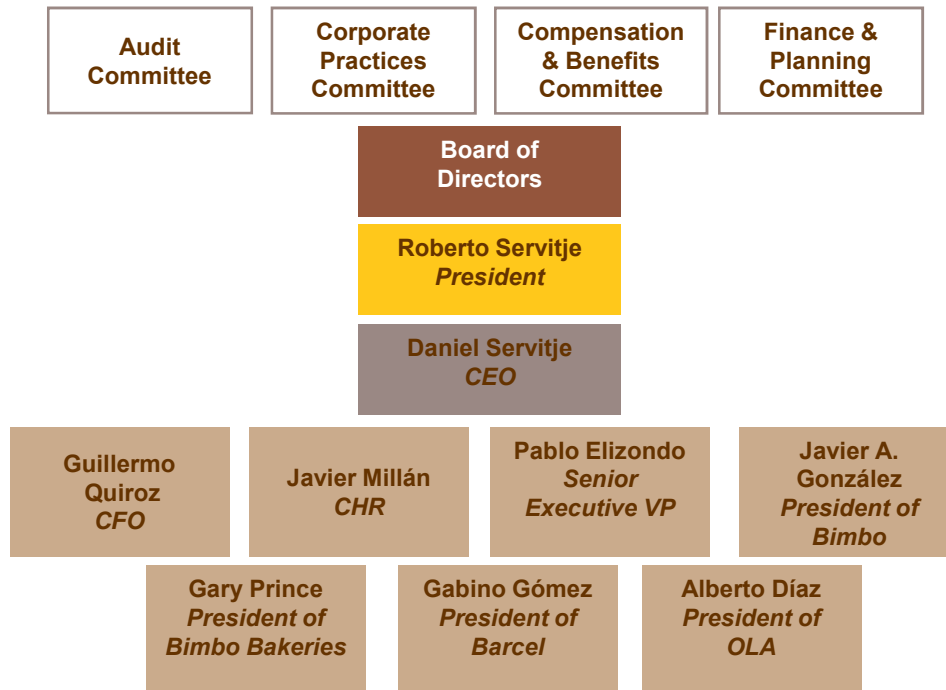 Audit
Committee
Corporate
Practices
Committee
Compensation
& Benefits
Committee
Finance &
Planning
Committee
Board of
Directors
Roberto Servitje
President
Daniel Servitje
CEO
Guillermo
Quiroz
CFO
Javier Millán
CHR
Pablo Elizondo
Senior
Executive VP
Javier A.
González
President of
Bimbo
Gary Prince
President of
Bimbo Bakeries
Gabino Gómez
President of
Barcel
Alberto Díaz
President of
OLA